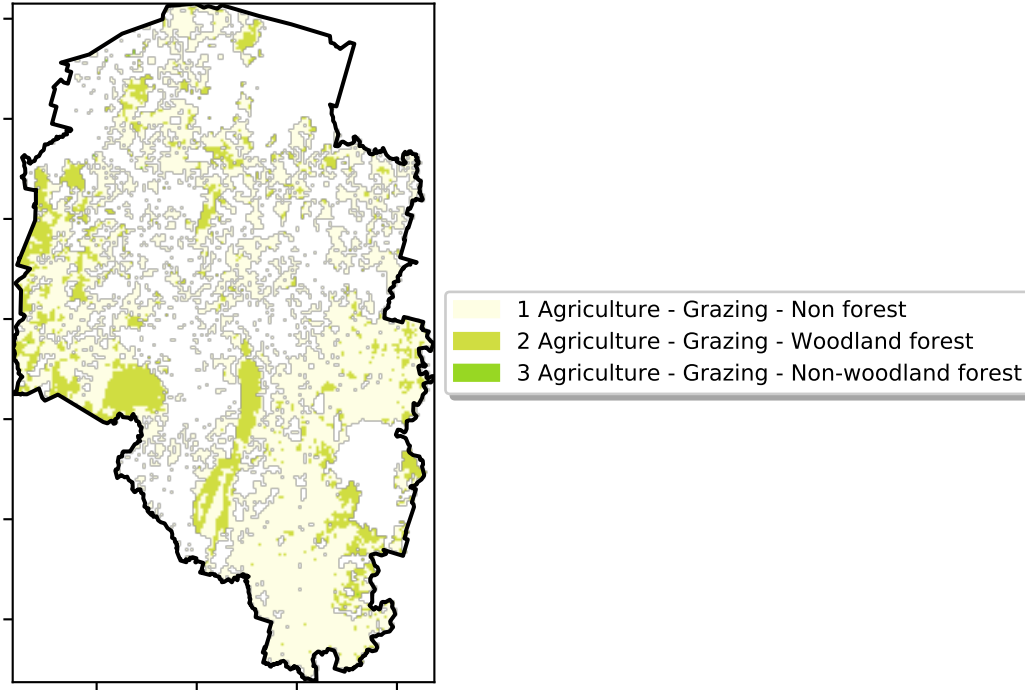 1 Agriculture - Grazing - Non forest
2 Agriculture - Grazing - Woodland forest
3 Agriculture - Grazing - Non-woodland forest